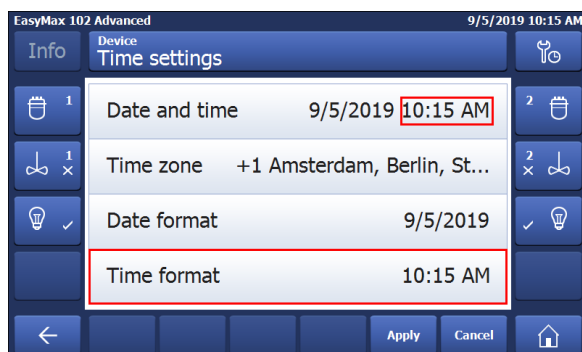 EasyMax 102 Advanced 9/5/2019 10:15 AM
Info
Device
Time settings
1
Date and time 9/5/2019 10:15 AM
2
1
Time zone +1 Amsterdam, Berlin, St...
2
Date format 9/5/2019
Time format 10:15 AM
Apply Cancel